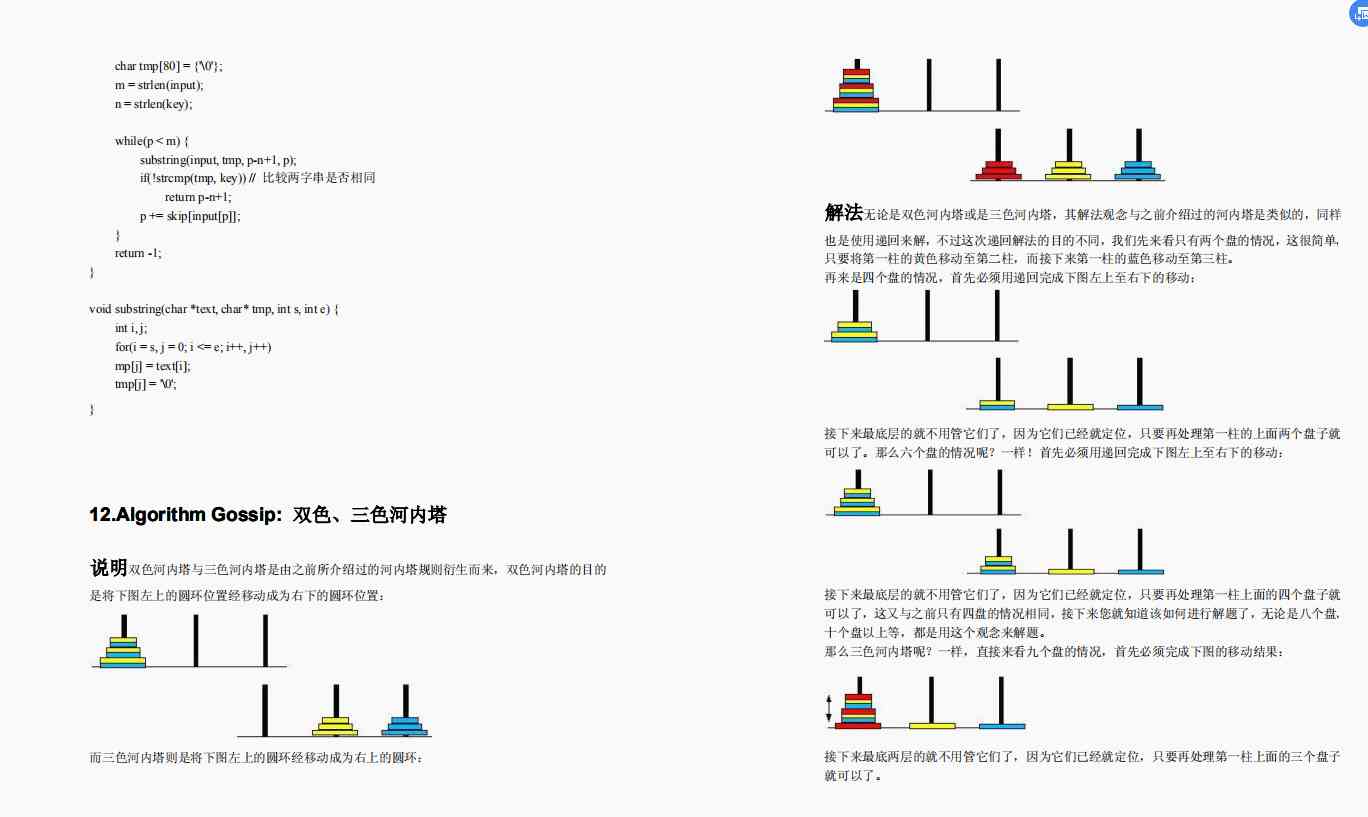 char tmp[80] = {'\0'};
m = strlen(input);
n = strlen(key);
while(p < m) {
substring(input, tmp, p-n+1, p);
if(!strcmp(tmp, key)) // 比较两字串是否相同
return p-n+1;
p += skip[input[p]];
}
return -1;
}
void substring(char *text, char* tmp, int s, int e) {
int i, j;
for(i = s, j = 0; i <= e; i++, j++)
mp[j] = text[i];
tmp[j] = '\0';
}
12.Algorithm Gossip: 双色、三色河内塔
说明双色河内塔与三色河内塔是由之前所介绍过的河内塔规则衍生而来，双色河内塔的目的
是将下图左上的圆环位置经移动成为右下的圆环位置：
而三色河内塔则是将下图左上的圆环经移动成为右上的圆环：
解法无论是双色河内塔或是三色河内塔，其解法观念与之前介绍过的河内塔是类似的，同样
也是使用递回来解，不过这次递回解法的目的不同，我们先来看只有两个盘的情况，这很简单，
只要将第一柱的黄色移动至第二柱，而接下来第一柱的蓝色移动至第三柱。
再来是四个盘的情况，首先必须用递回完成下图左上至右下的移动：
接下来最底层的就不用管它们了，因为它们已经就定位，只要再处理第一柱的上面两个盘子就
可以了。那么六个盘的情况呢？一样！首先必须用递回完成下图左上至右下的移动：
接下来最底层的就不用管它们了，因为它们已经就定位，只要再处理第一柱上面的四个盘子就
可以了，这又与之前只有四盘的情况相同，接下来您就知道该如何进行解题了，无论是八个盘、
十个盘以上等，都是用这个观念来解题。
那么三色河内塔呢？一样，直接来看九个盘的情况，首先必须完成下图的移动结果：
接下来最底两层的就不用管它们了，因为它们已经就定位，只要再处理第一柱上面的三个盘子
就可以了。